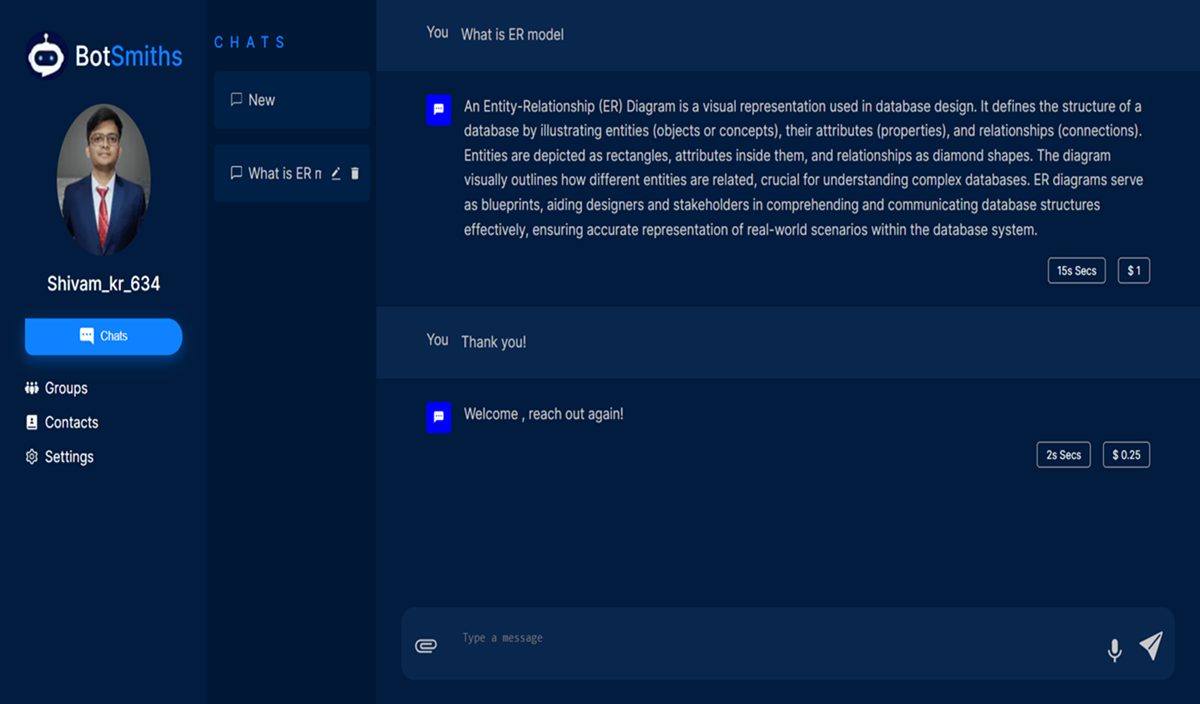 BotSmiths
Shivam_kr_634
Chats
Groups
Contacts
Settings
CHATS
New
What is ER
You What is ER model
An Entity-Relationship (ER) Diagram is a visual representation used in database design. It defines the structure of a
database by illustrating entities (objects or concepts), their attributes (properties), and relationships (connections).
Entities are depicted as rectangles, attributes inside them, and relationships as diamond shapes. The diagram
visually outlines how different entities are related, crucial for understanding complex databases. ER diagrams serve
as blueprints, aiding designers and stakeholders in comprehending and communicating database structures
effectively, ensuring accurate representation of real-world scenarios within the database system.
15s Secs $ 1
You Thank you!
Welcome , reach out again!
2s Secs $ 0.25
Type a message